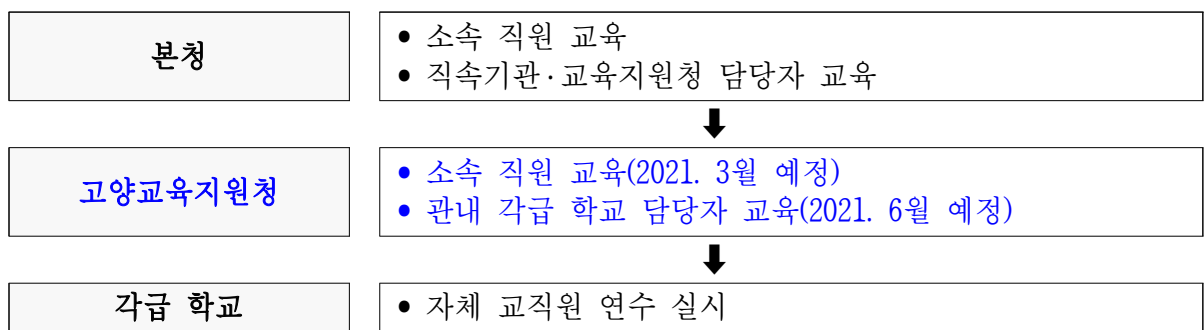 본청
• 소속 직원 교육
• 직속기관·교육지원청 담당자 교육
고양교육지원청
• 소속 직원 교육(2021. 3월 예정)
• 관내 각급 학교 담당자 교육(2021. 6월 예정)
각급 학교
• 자체 교직원 연수 실시